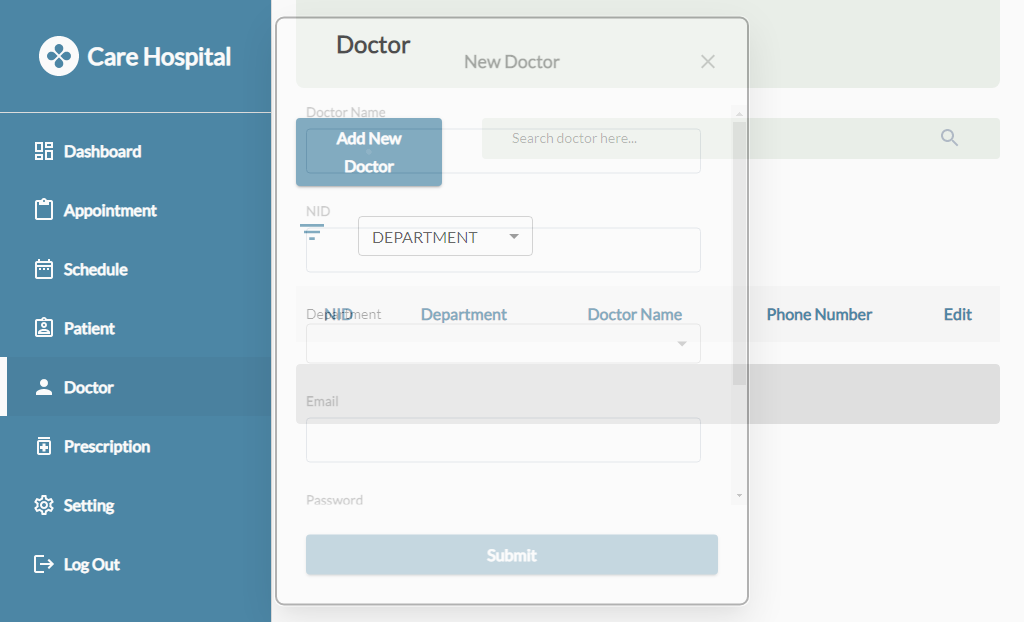 Care Hospital
Dashboard
Appointment
Schedule
Patient
Doctor
Prescription
Setting
Log Out
Doctor
New Doctor
Doctor Name
Add New
Doctor
Search doctor here...
NID
DEPARTMENT
Department
NID Department Doctor Name Phone Number Edit
Email
Password
Submit